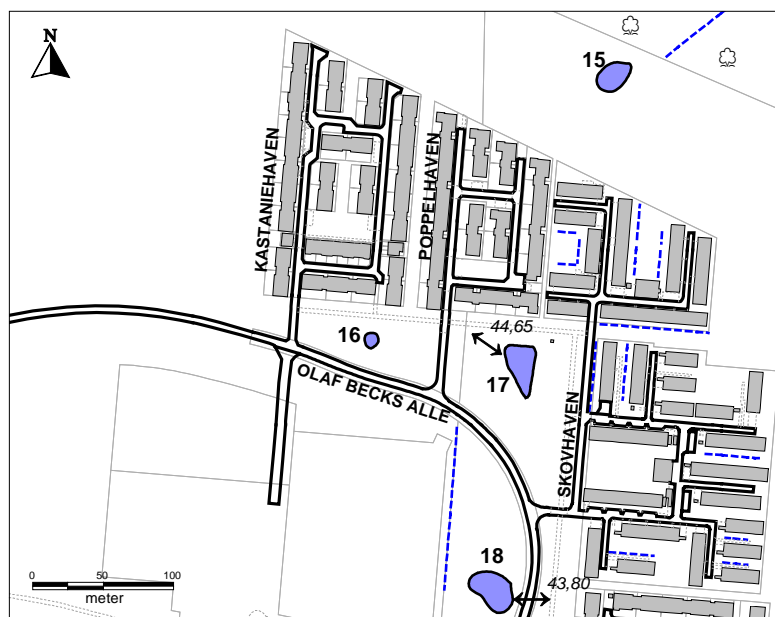 N
15
KASTANIEHAVEN
POPPELHAVEN
44,65
16
17
OLAF BECKS ALLE
SKOVHAVEN
18
43,80
0 50 100
meter